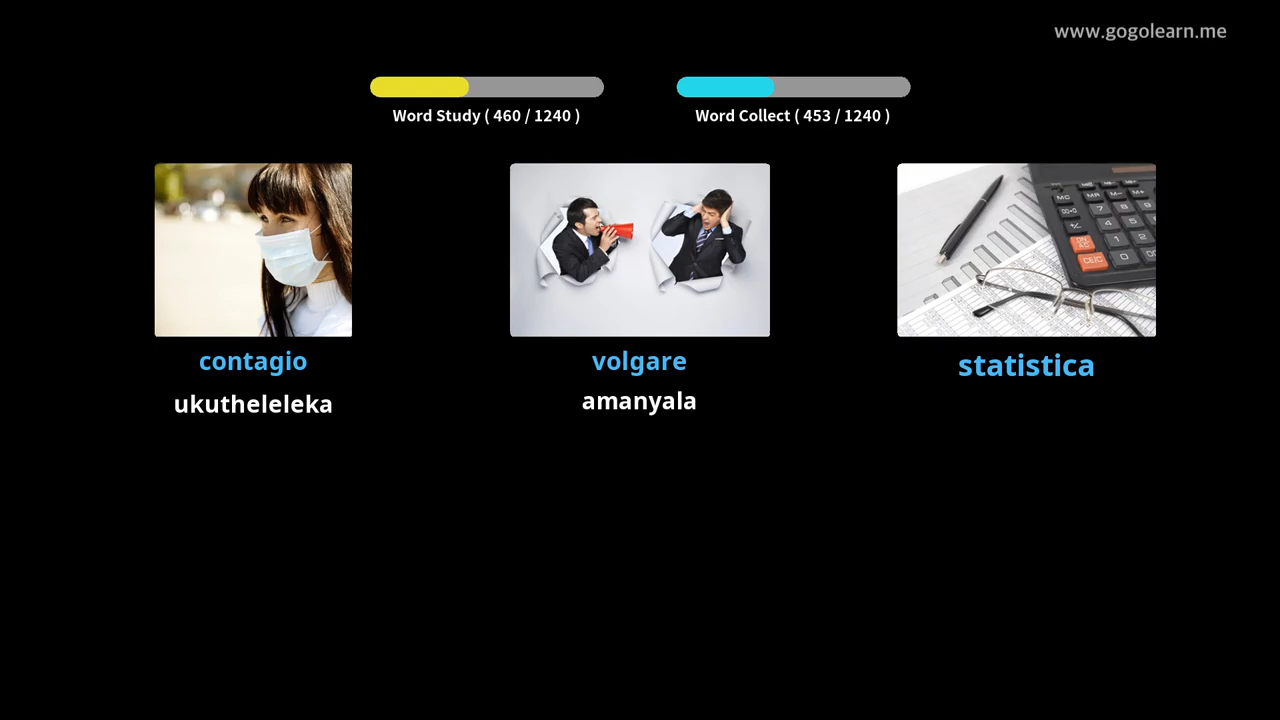 www.gogolearn.me
Word Study ( 460 / 1240 )
Word Collect ( 453 / 1240 )
contagio
ukutheleleka
volgare
amanyala
statistica